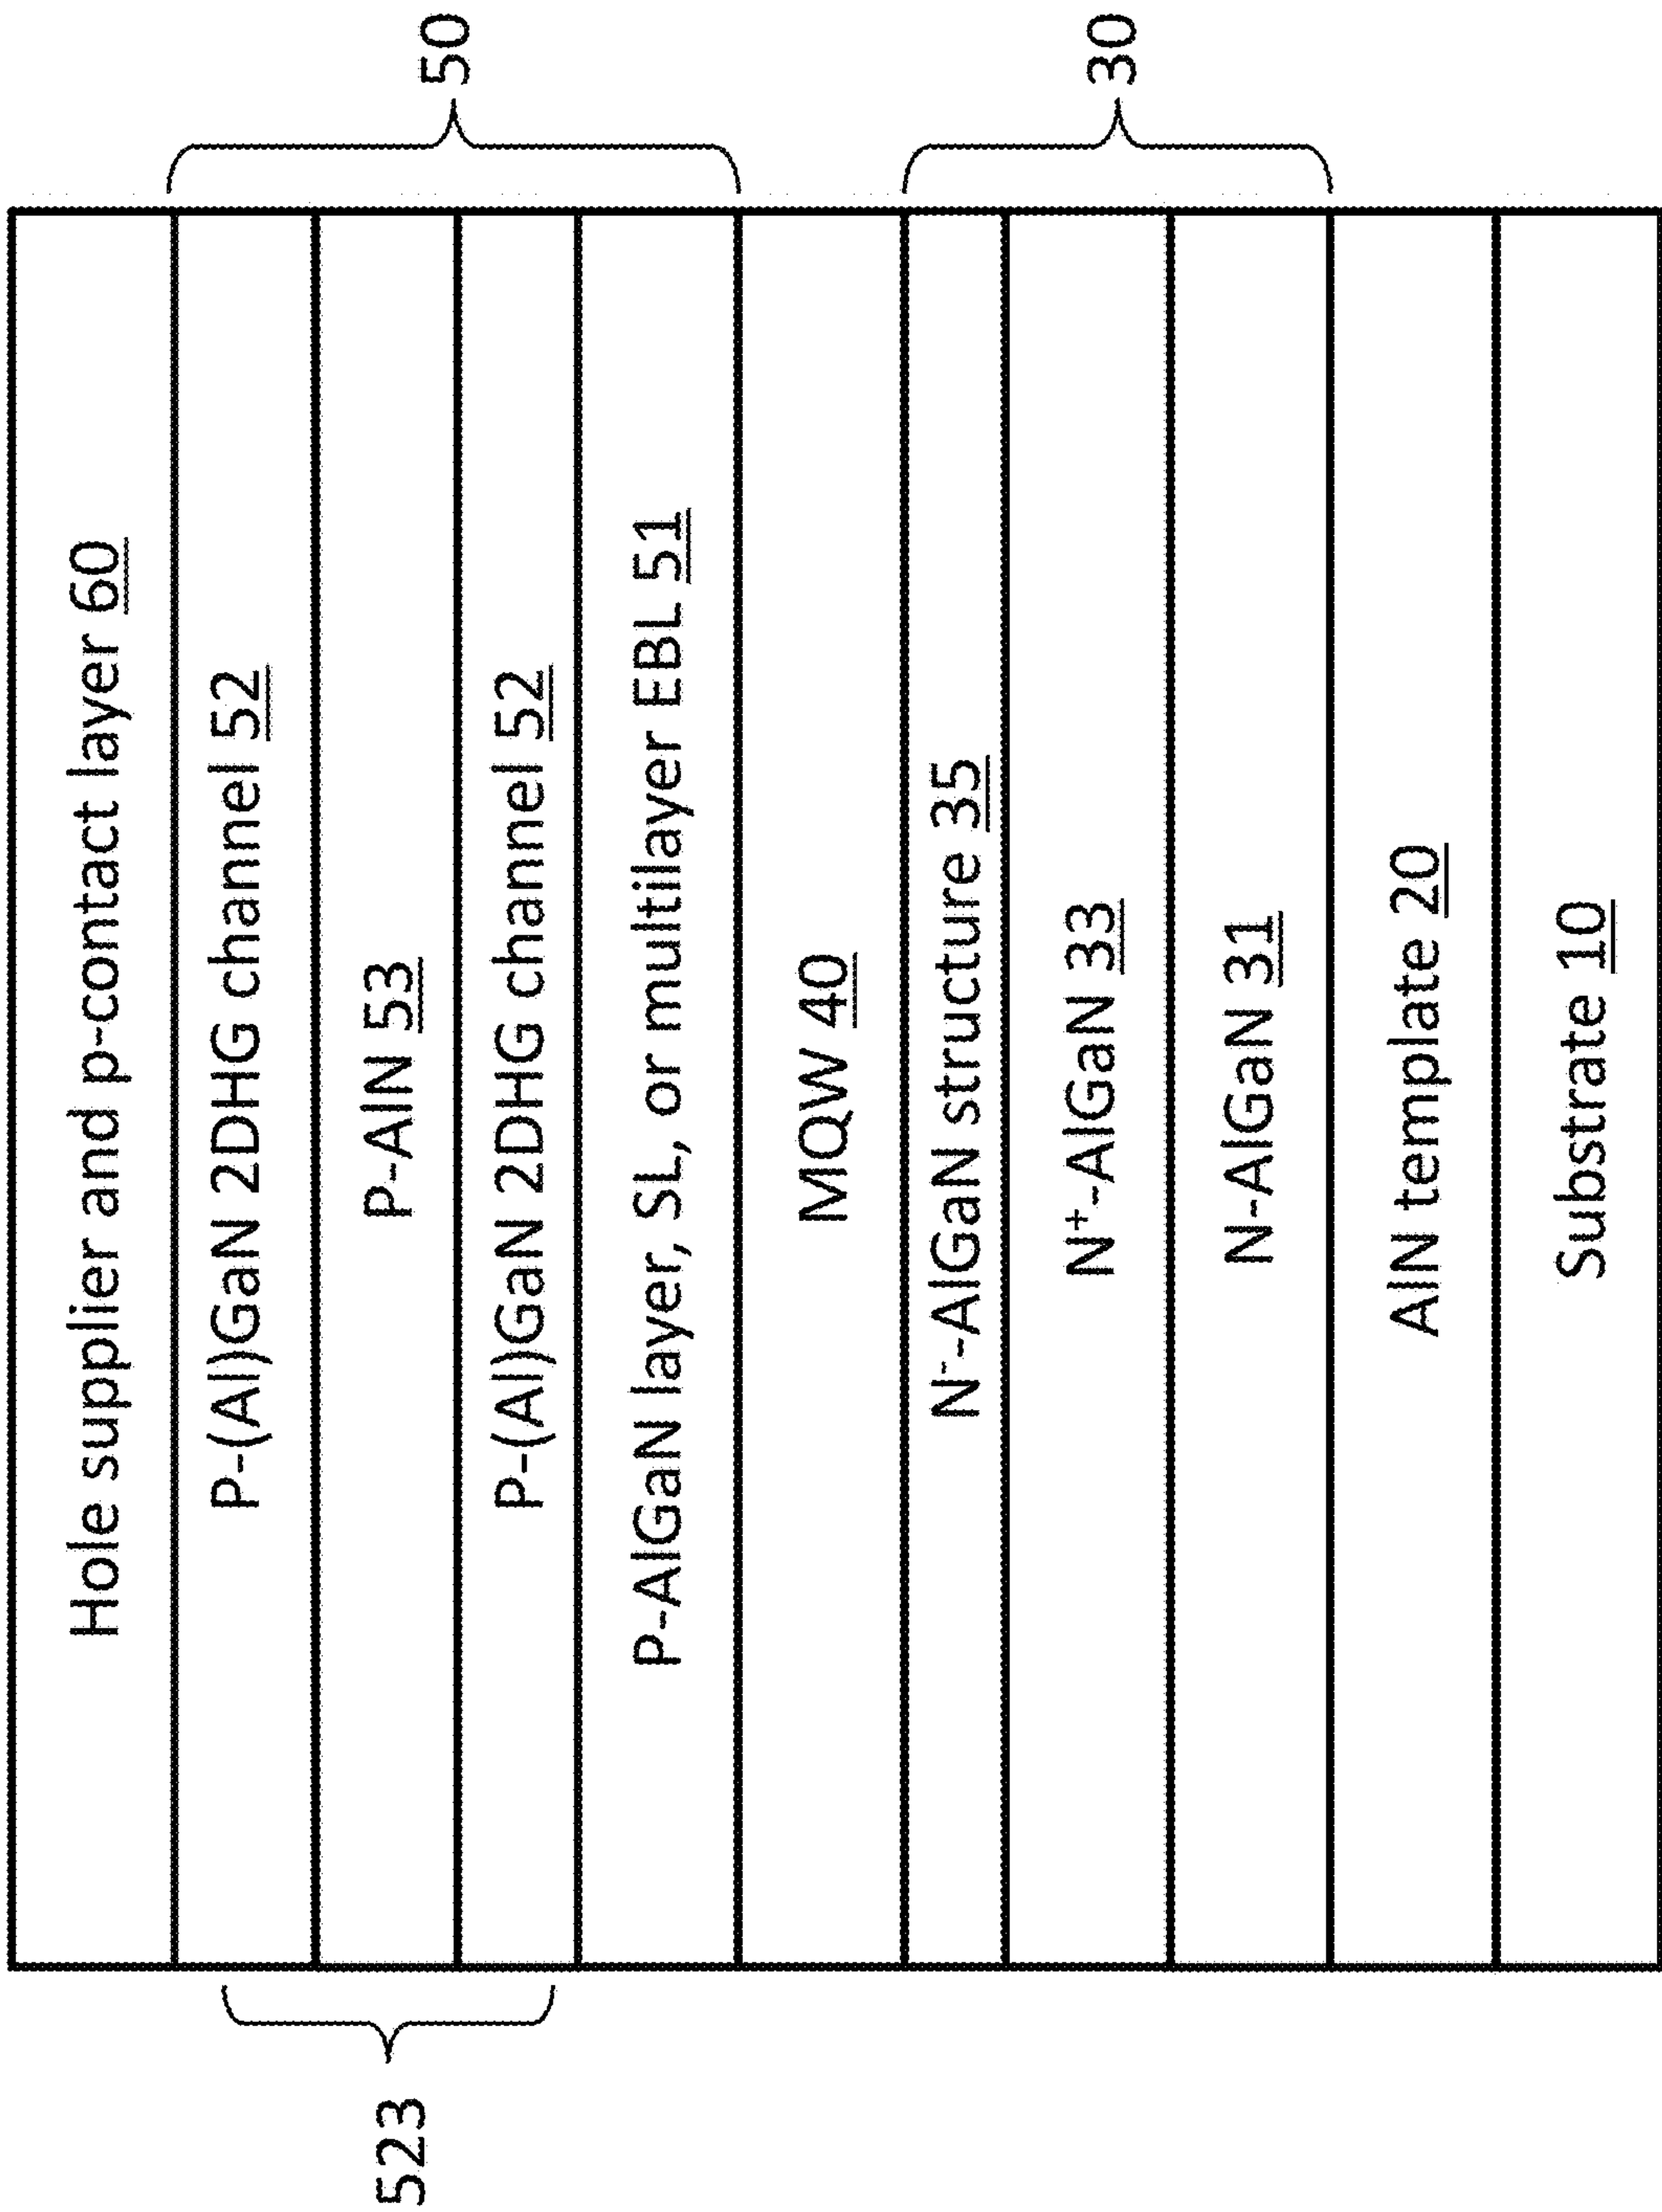 Hole supplier and p-contact layer 60
P-(Al)GaN 2DHG channel 52
P-AlN 53
P-(Al)GaN 2DHG channel 52
523
50
P-AlGaN layer, SL, or multilayer EBL 51
MQW 40
N⁻-AlGaN structure 35
N⁺-AlGaN 33
N-AlGaN 31
30
AlN template 20
Substrate 10